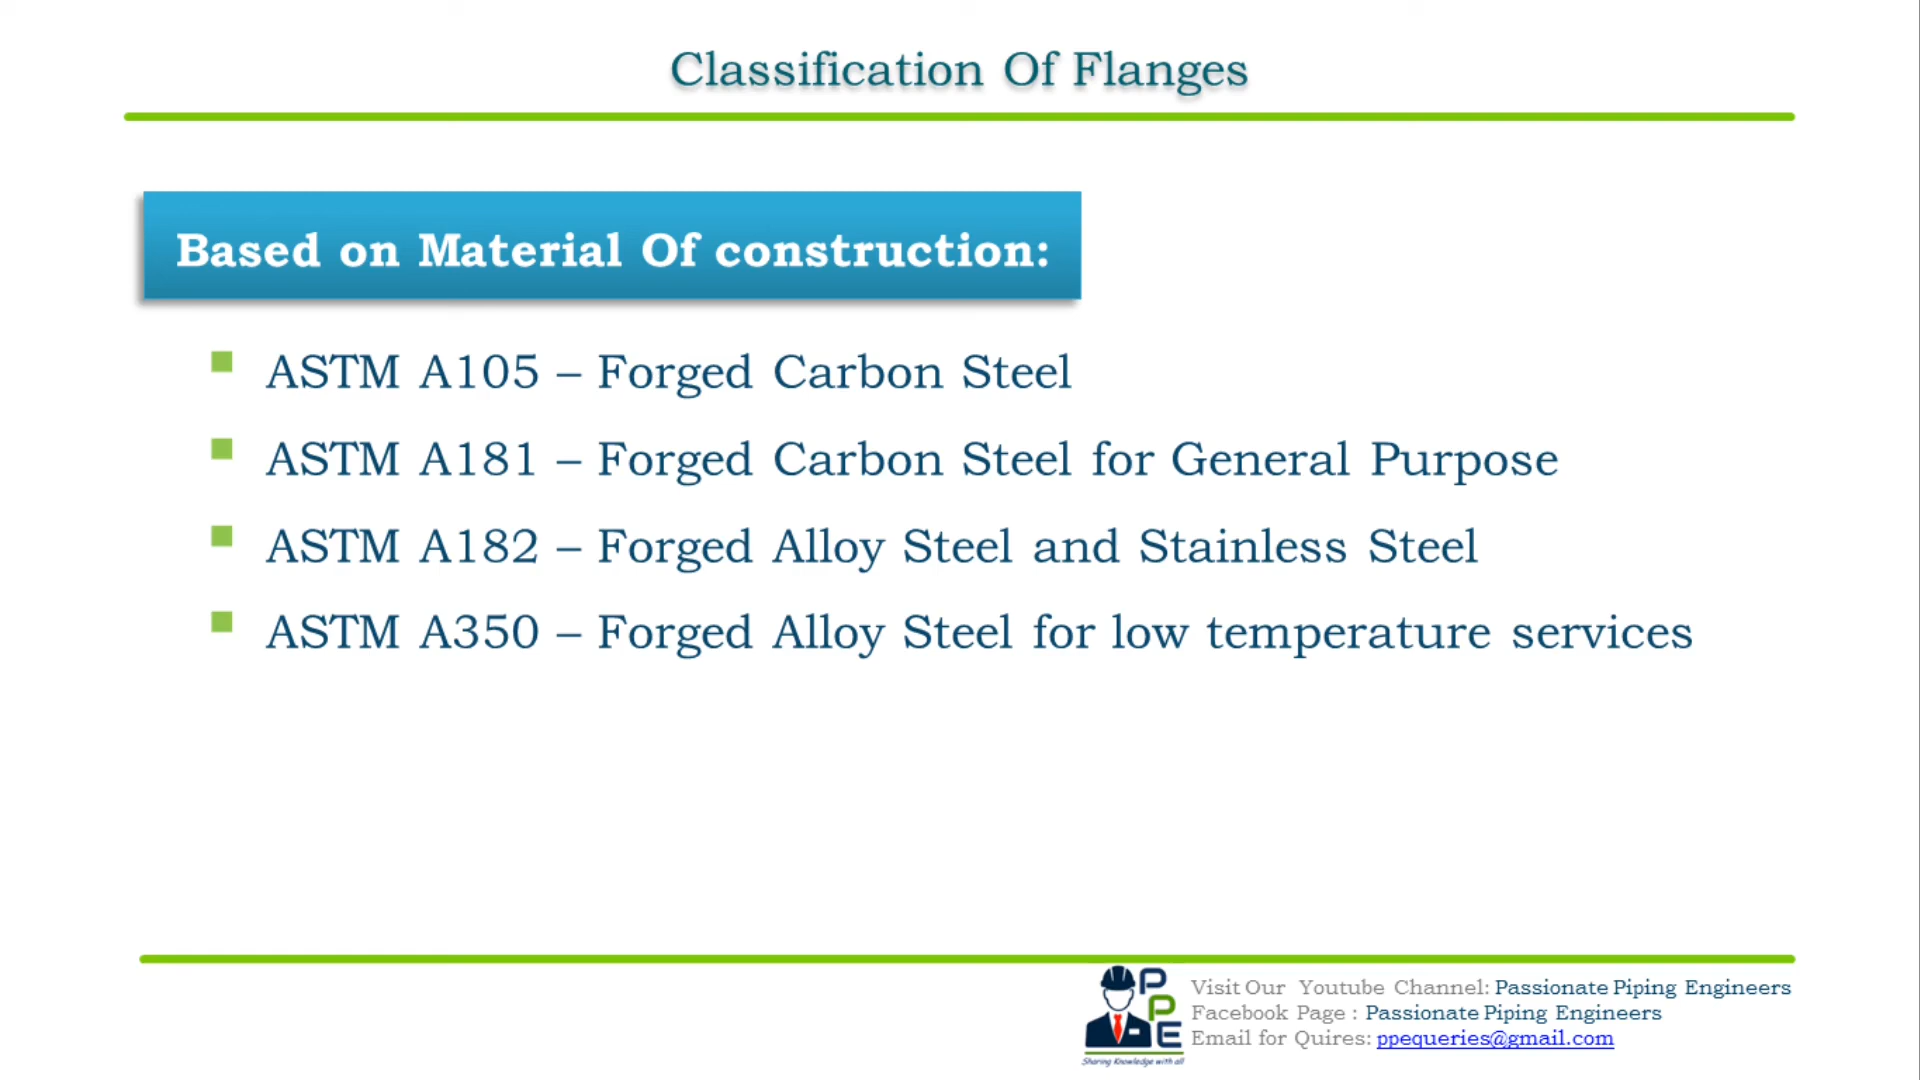 Classification Of Flanges
Based on Material Of construction:
ASTM A105 – Forged Carbon Steel
ASTM A181 – Forged Carbon Steel for General Purpose
ASTM A182 – Forged Alloy Steel and Stainless Steel
ASTM A350 – Forged Alloy Steel for low temperature services
PPE
Sharing Knowledge with all
Visit Our Youtube Channel: Passionate Piping Engineers
Facebook Page : Passionate Piping Engineers
Email for Quires: ppequeries@gmail.com